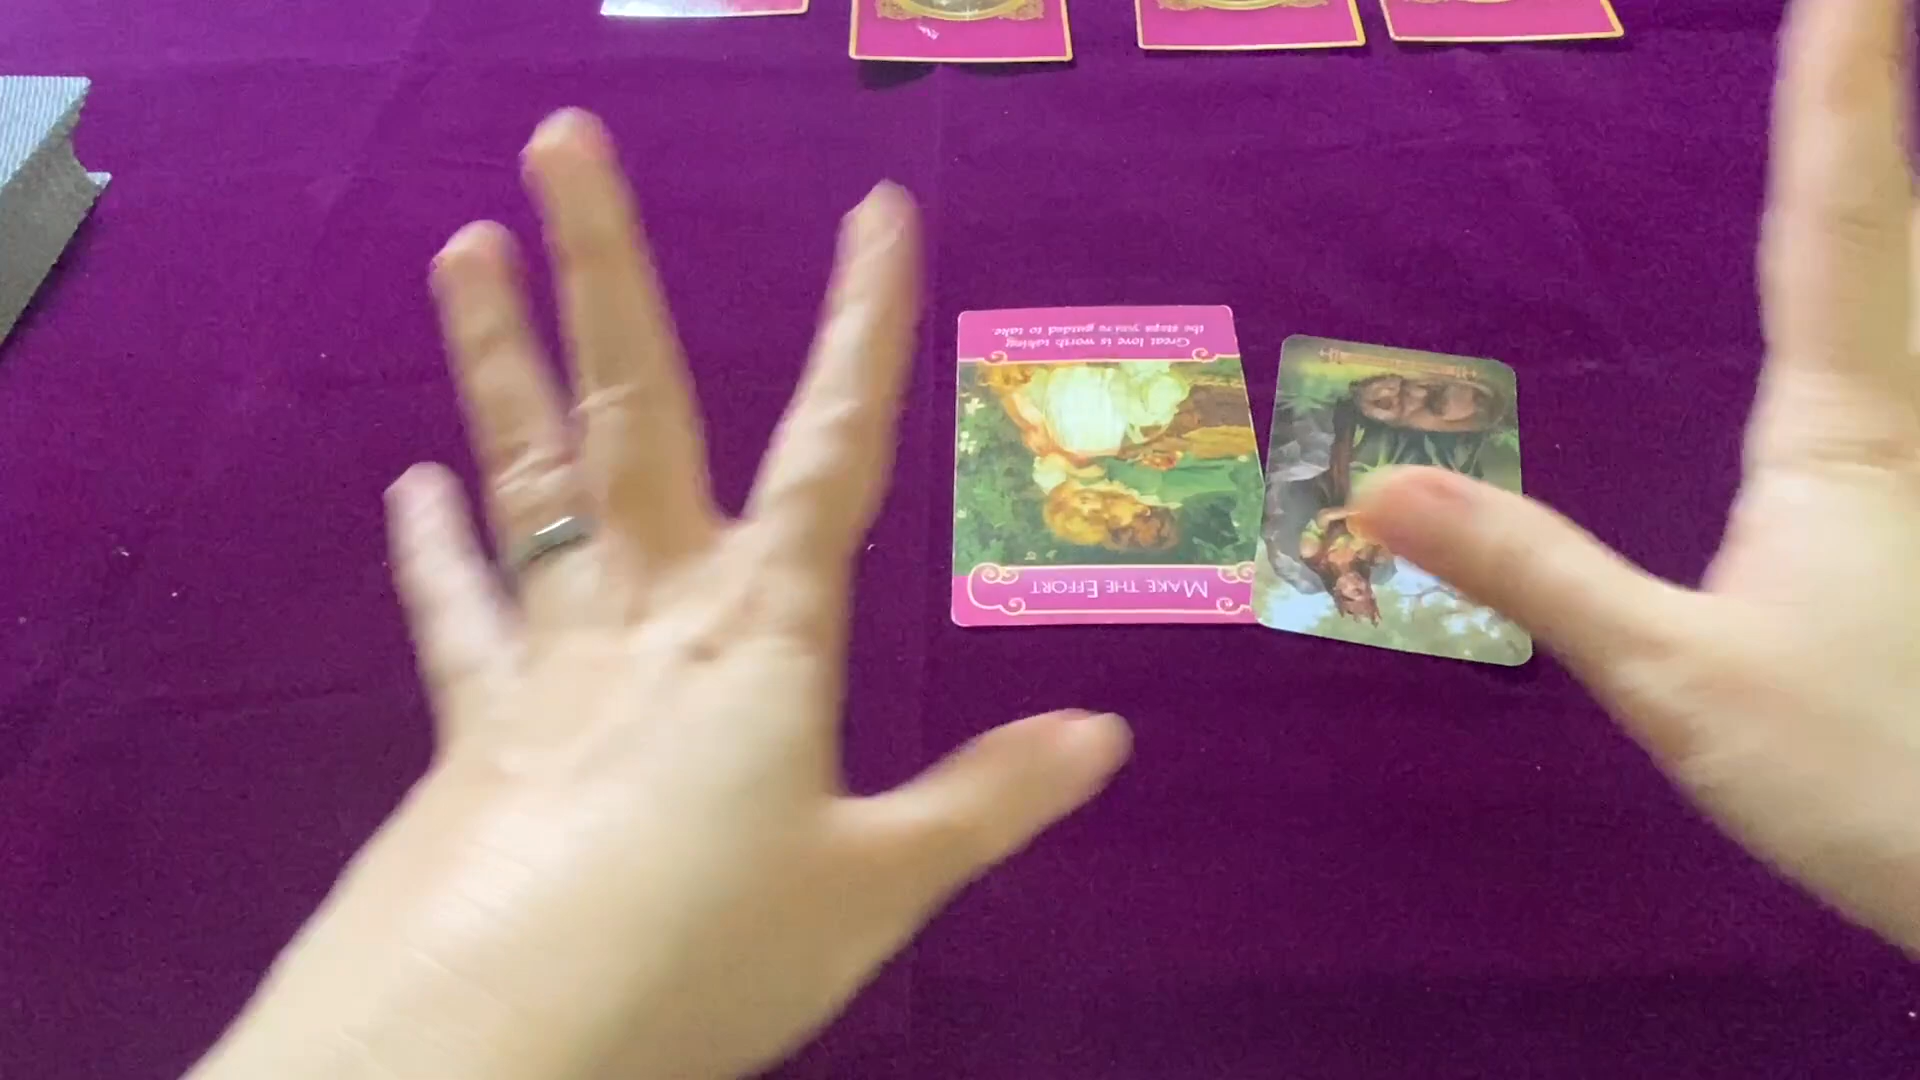 MAKE THE EFFORT
Great love is worth taking
the steps you're guided to take.